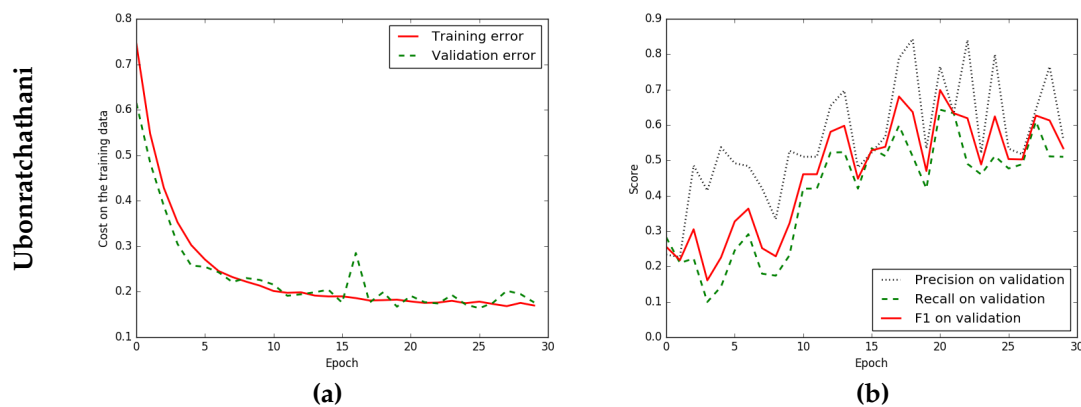 Ubonratchathani
0.8
0.7
0.6
0.5
0.4
0.3
0.2
0.1
Cost on the training data
Training error
Validation error
0 5 10 15 20 25 30
Epoch
(a)
0.9
0.8
0.7
0.6
0.5
0.4
0.3
0.2
0.1
0.0
Score
Precision on validation
Recall on validation
F1 on validation
0 5 10 15 20 25 30
Epoch
(b)